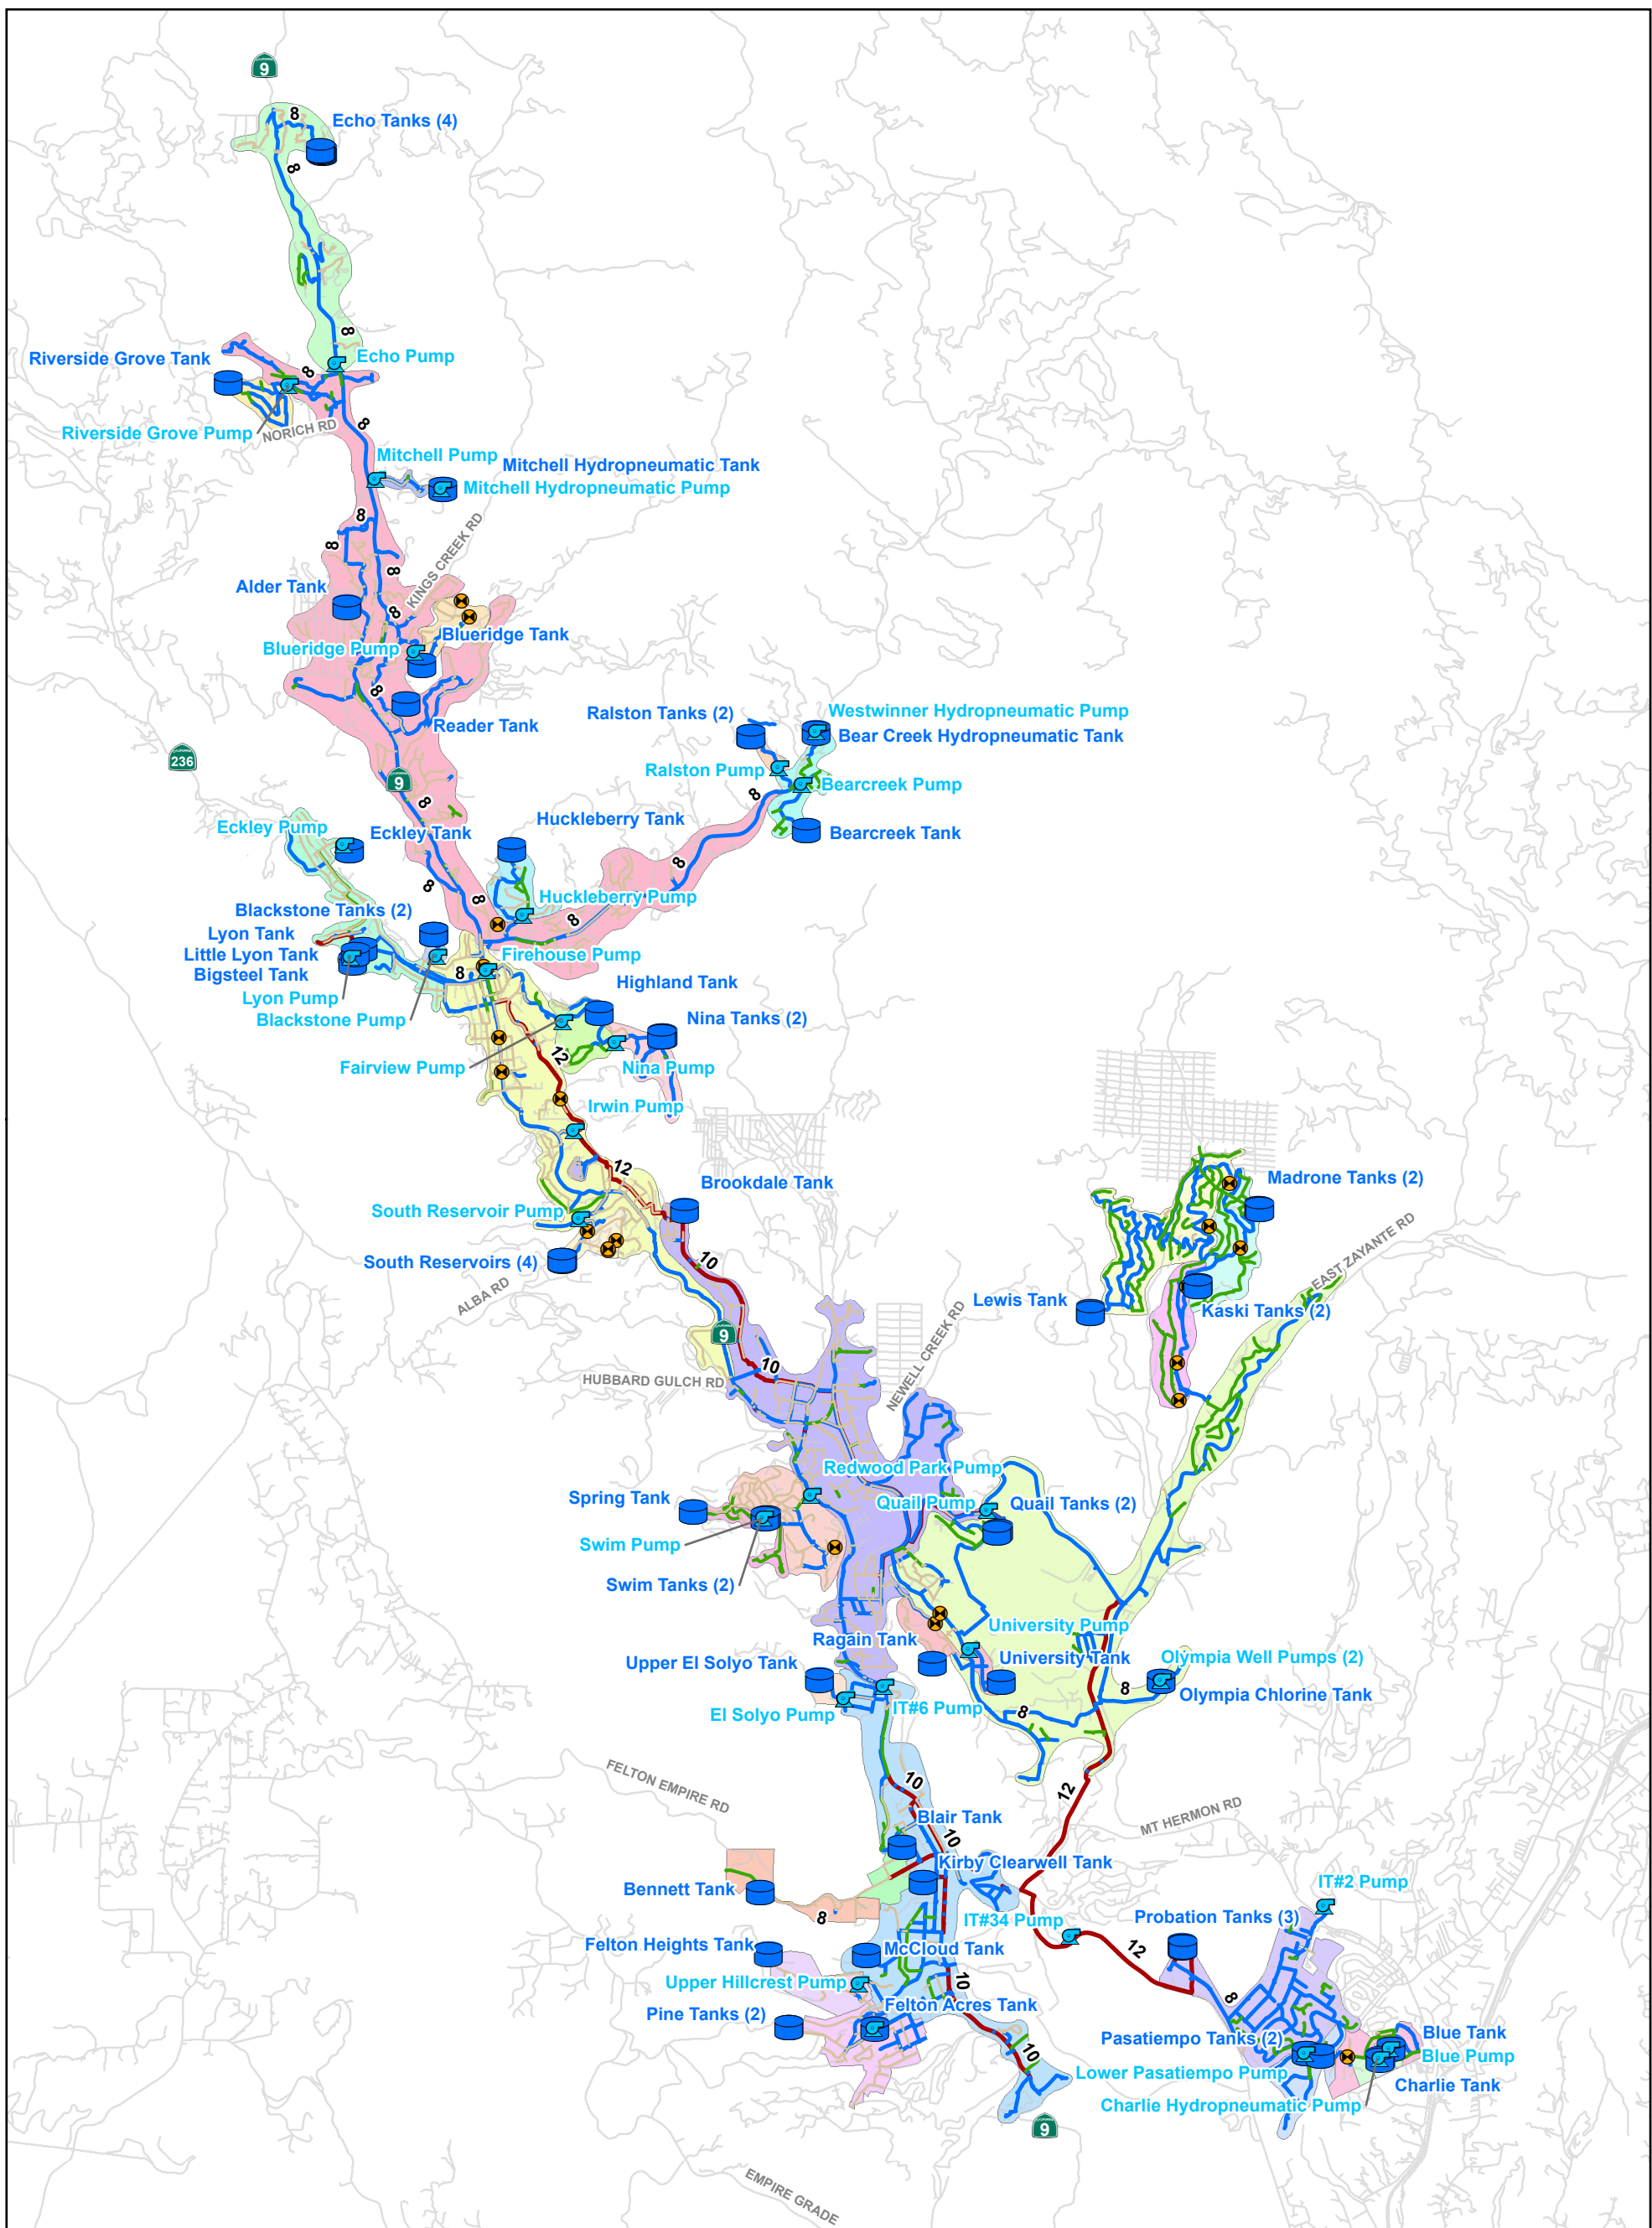 9
8
Echo Tanks (4)
8
8
Echo Pump
Riverside Grove Tank
8
Riverside Grove Pump
NORICH RD
8
Mitchell Pump
Mitchell Hydropneumatic Tank
Mitchell Hydropneumatic Pump
8
8
KINGS CREEK RD
8
Alder Tank
8
Blueridge Tank
Blueridge Pump
8
Reader Tank
Ralston Tanks (2)
Westwinner Hydropneumatic Pump
Bear Creek Hydropneumatic Tank
CALIFORNIA
236
Ralston Pump
CALIFORNIA
9
Bearcreek Pump
8
8
Huckleberry Tank
Eckley Pump
Eckley Tank
Bearcreek Tank
8
8
8
Huckleberry Pump
Blackstone Tanks (2)
8
Lyon Tank
Little Lyon Tank
Firehouse Pump
Bigsteel Tank
8
Highland Tank
Lyon Pump
Blackstone Pump
Nina Tanks (2)
12
Fairview Pump
Nina Pump
Irwin Pump
12
Brookdale Tank
Madrone Tanks (2)
South Reservoir Pump
South Reservoirs (4)
10
EAST ZAYANTE RD
ALBA RD
Lewis Tank
Kaski Tanks (2)
CALIFORNIA
9
NEWELL CREEK RD
10
HUBBARD GULCH RD
Redwood Park Pump
Spring Tank
Quail Pump
Quail Tanks (2)
Swim Pump
Swim Tanks (2)
University Pump
Ragain Tank
Upper El Solyo Tank
University Tank
Olympia Well Pumps (2)
8
Olympia Chlorine Tank
El Solyo Pump
IT#6 Pump
8
FELTON EMPIRE RD
10
12
Blair Tank
MT HERMON RD
10
Kirby Clearwell Tank
Bennett Tank
IT#2 Pump
8
IT#34 Pump
Probation Tanks (3)
12
Felton Heights Tank
McCloud Tank
Upper Hillcrest Pump
10
8
Felton Acres Tank
Pine Tanks (2)
10
Pasatiempo Tanks (2)
Blue Tank
Blue Pump
Lower Pasatiempo Pump
Charlie Tank
Charlie Hydropneumatic Pump
CALIFORNIA
9
EMPIRE GRADE